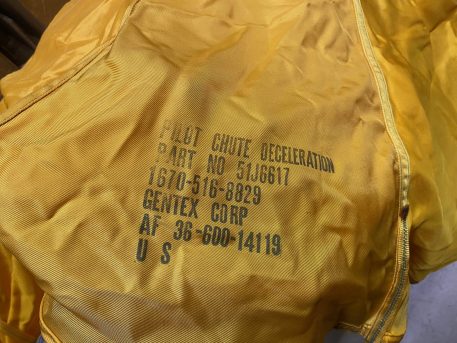 PILOT CHUTE DECELERATION
PART NO 51J6617
1670-516-8829
GENTEX CORP
AF 36-600-14119
U S